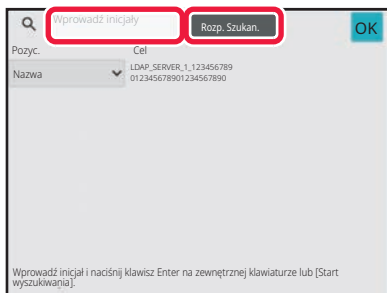 Wprowadź inicjały
Rozp. Szukan.
OK
Pozyc.
Cel
Nazwa
LDAP_SERVER_1_123456789
012345678901234567890
Wprowadź inicjał i naciśnij klawisz Enter na zewnętrznej klawiaturze lub [Start
wyszukiwania].